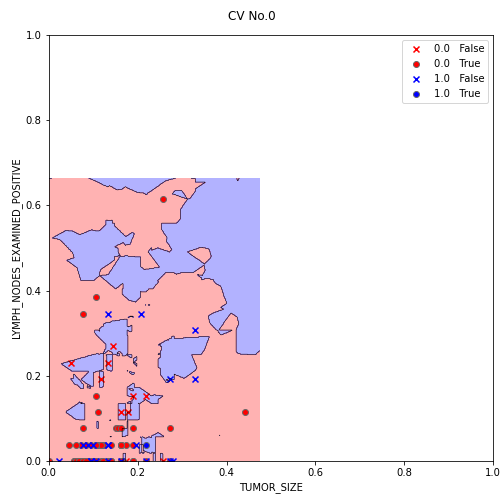 CV No.0
1.0
0.0 False
0.0 True
1.0 False
1.0 True
0.8
0.6
0.4
0.2
0.0
LYMPH_NODES_EXAMINED_POSITIVE
0.0 0.2 0.4 0.6 0.8 1.0
TUMOR_SIZE